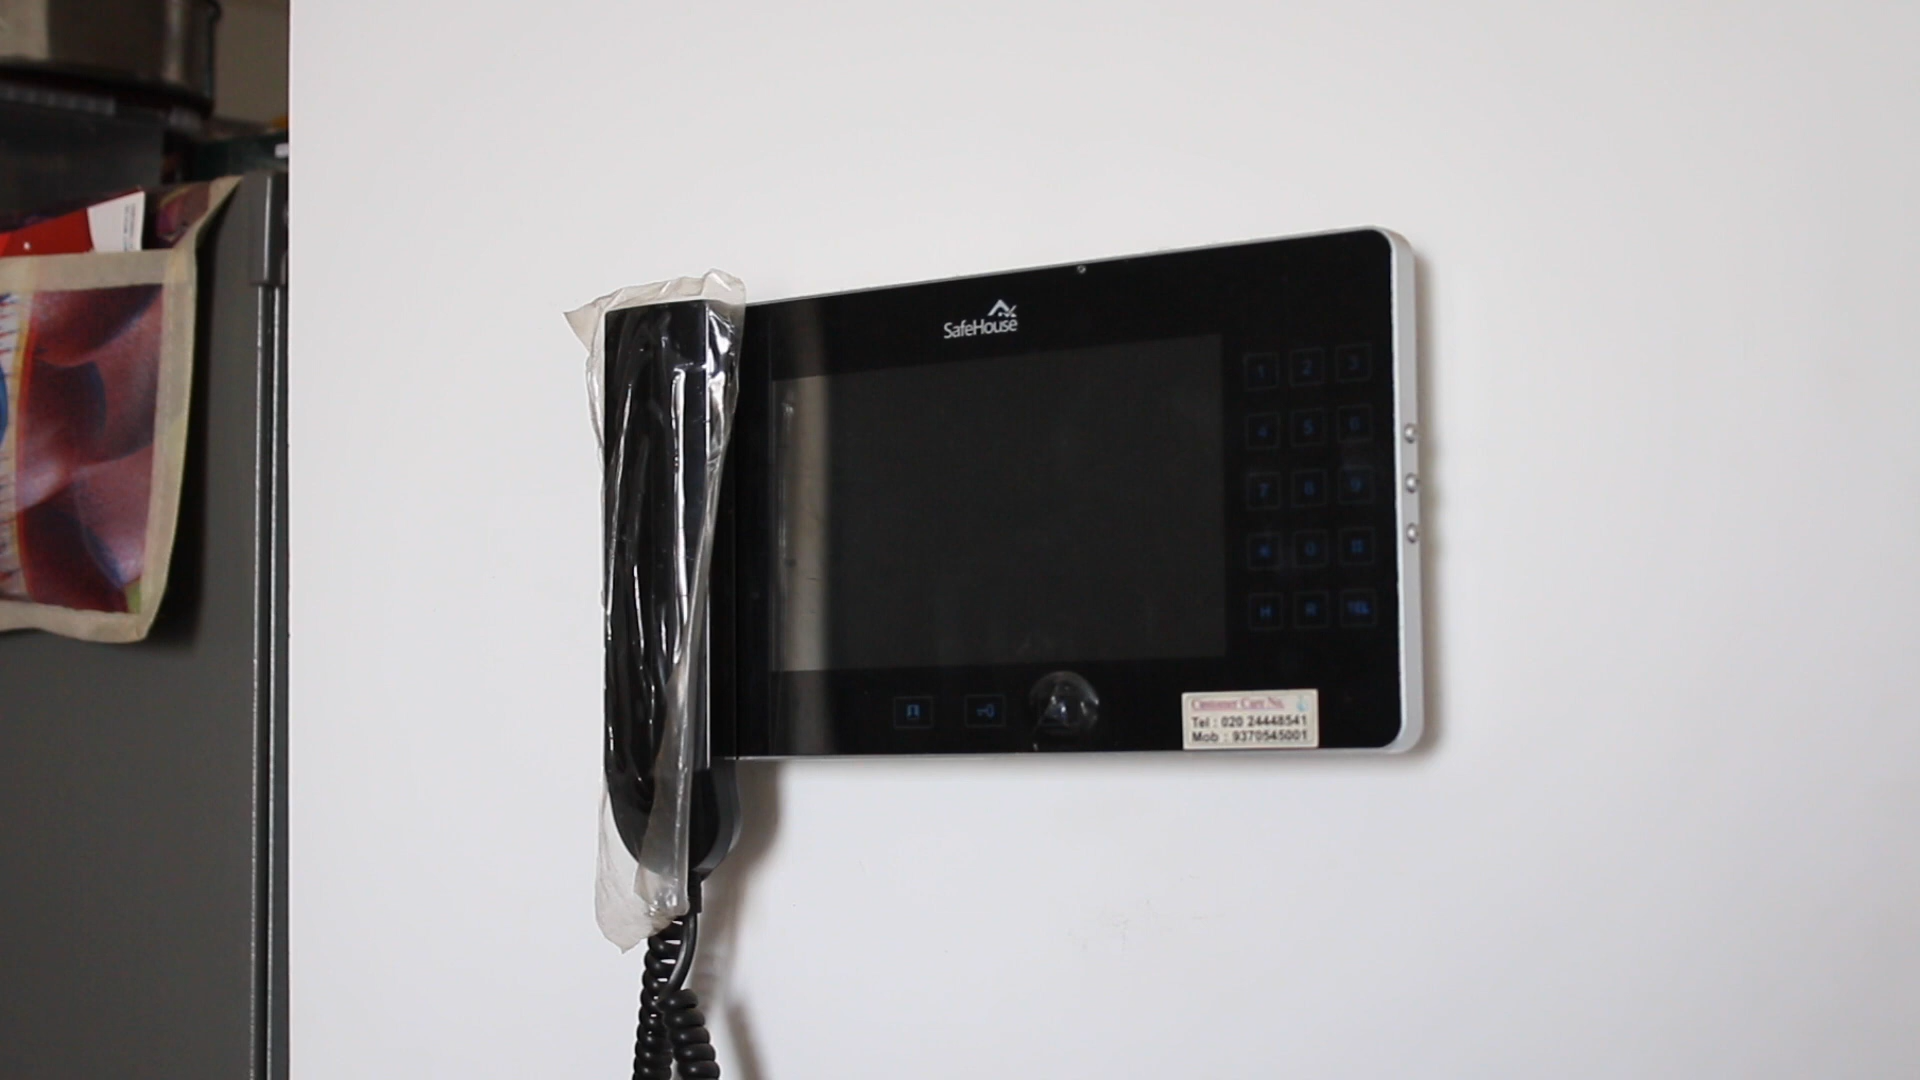 SafeHouse
1 2 3
4 5 6
7 8 9
* 0 #
H R TEL
Customer Care No.
Tel : 020 24448541
Mob : 9370545001